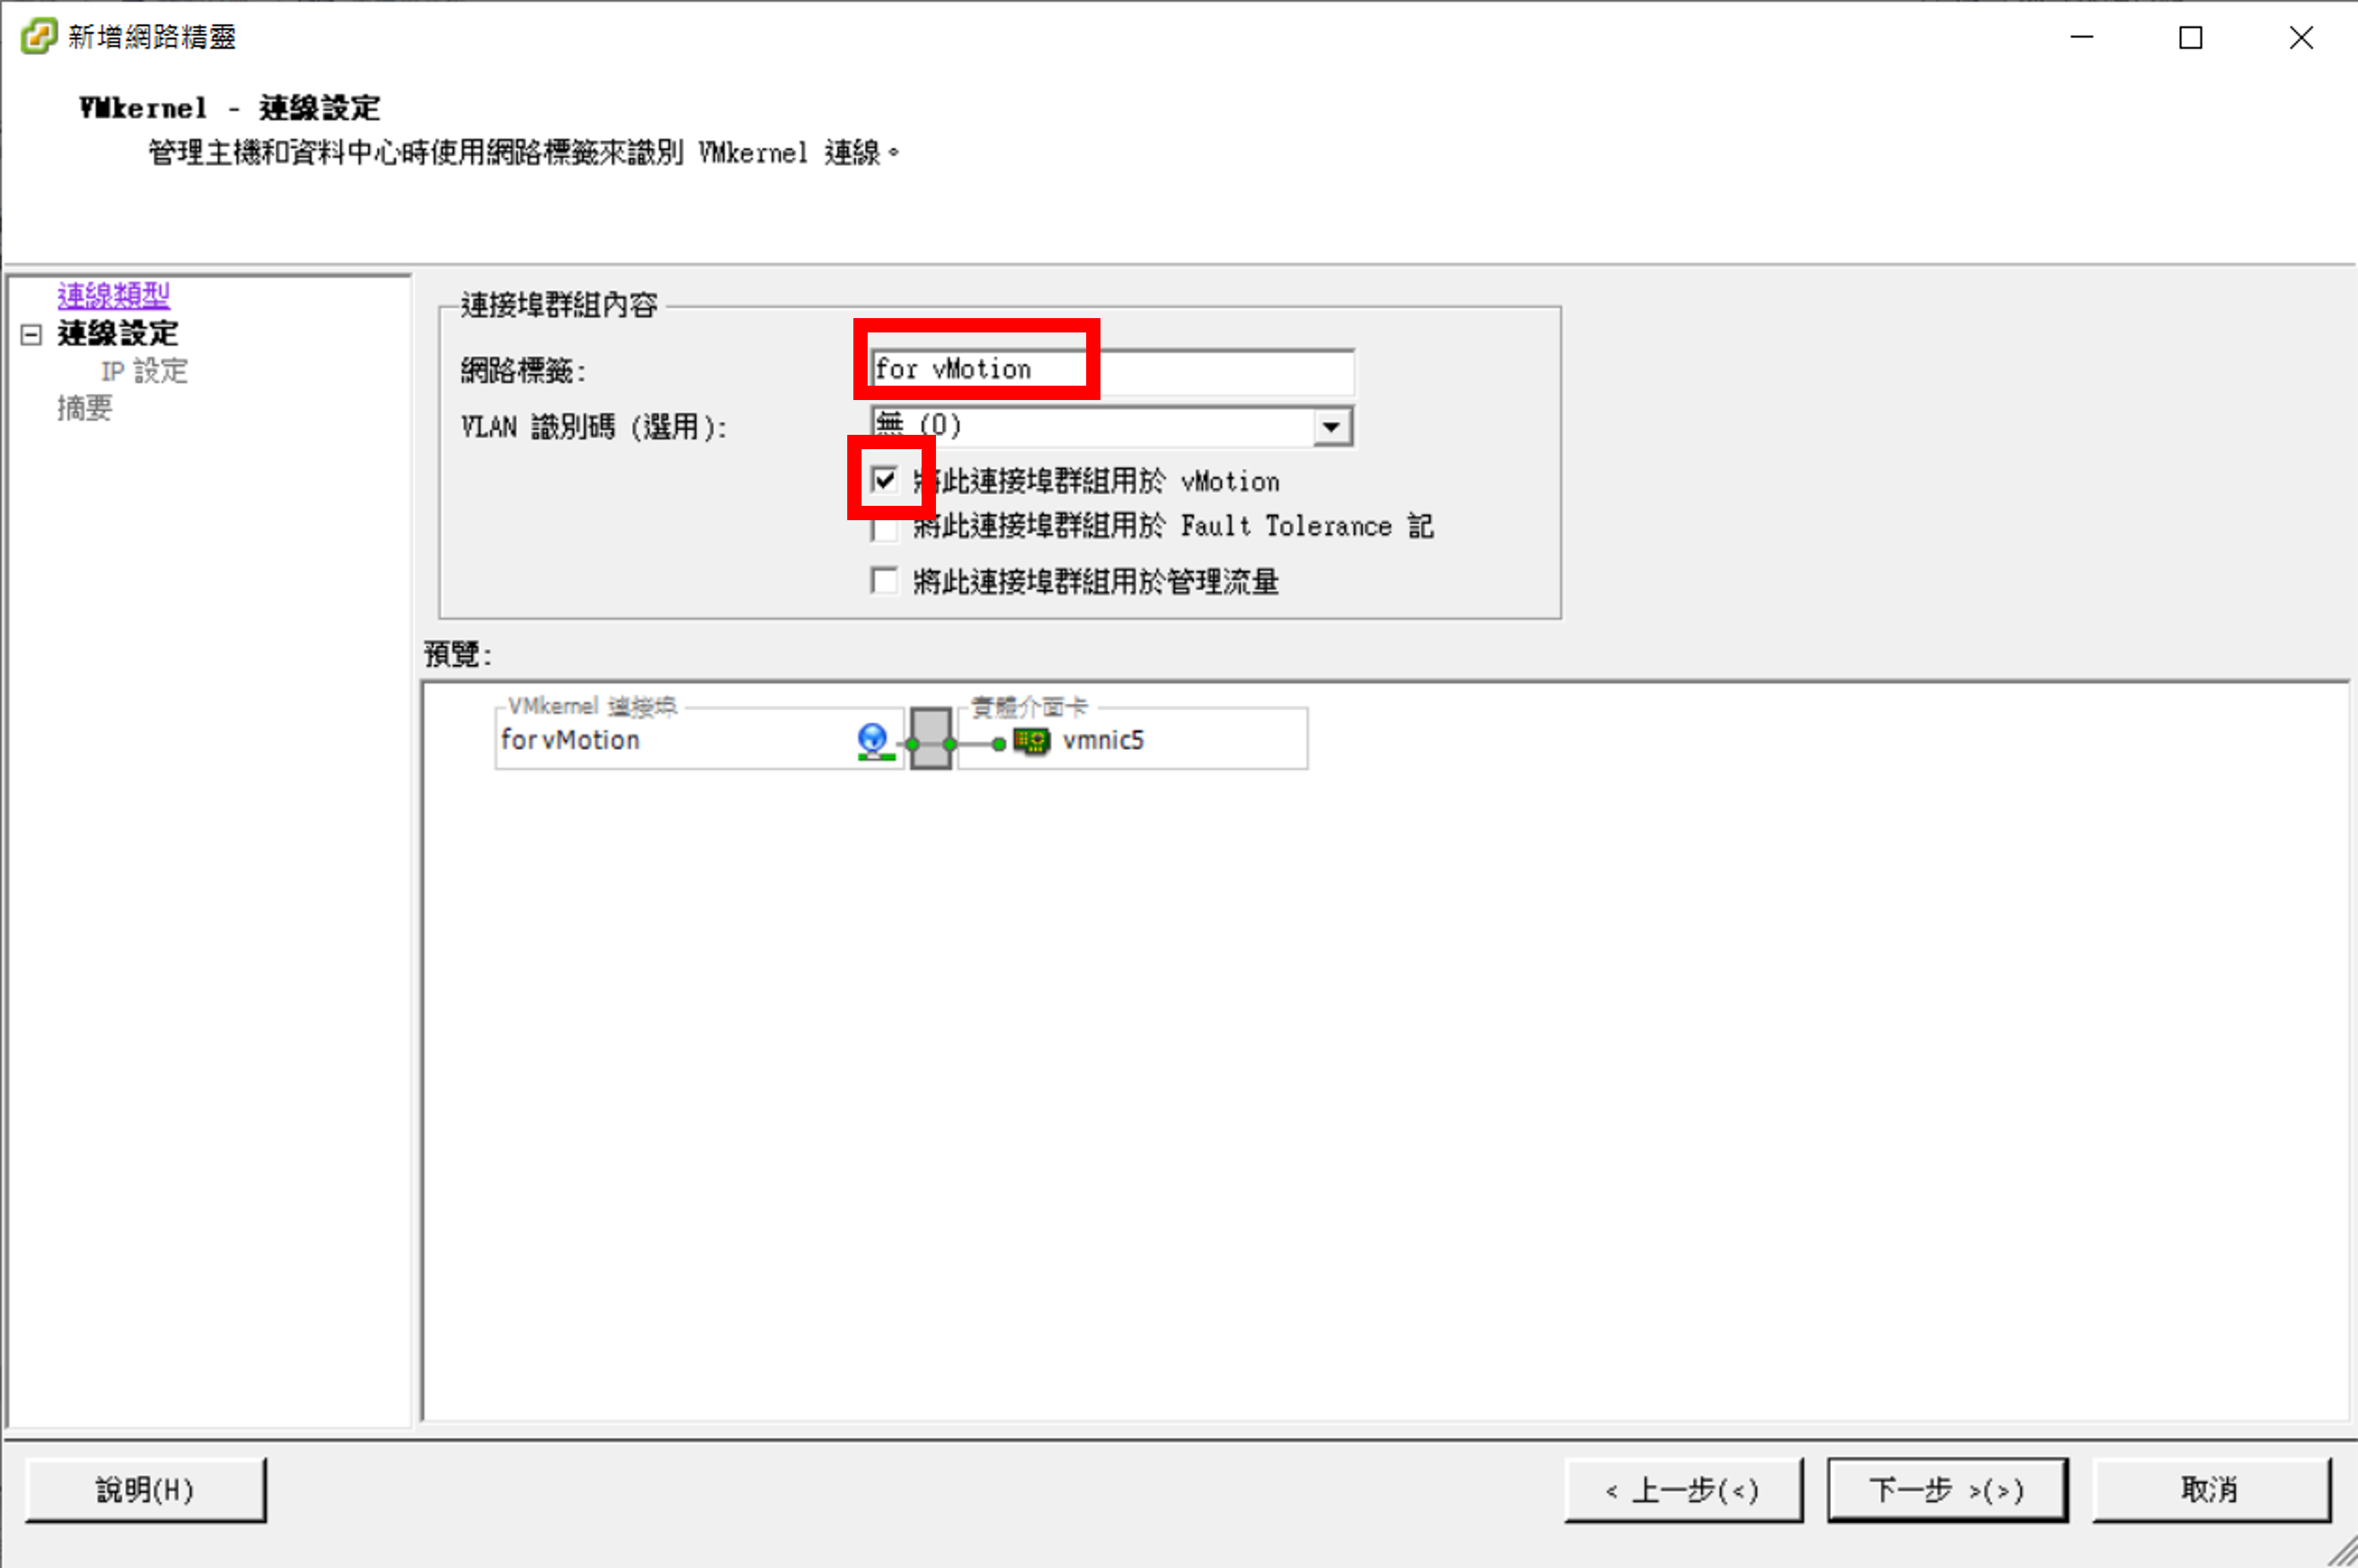 新增網路精靈
VMkernel - 連線設定
管理主機和資料中心時使用網路標籤來識別 VMkernel 連線。
連線類型
連線設定
IP 設定
摘要
連接埠群組內容
網路標籤:
for vMotion
VLAN 識別碼 (選用):
無 (0)
將此連接埠群組用於 vMotion
將此連接埠群組用於 Fault Tolerance 記
將此連接埠群組用於管理流量
預覽:
VMkernel 連接埠
for vMotion
實體介面卡
vmnic5
說明(H)
< 上一步(<)
下一步 >(>)
取消